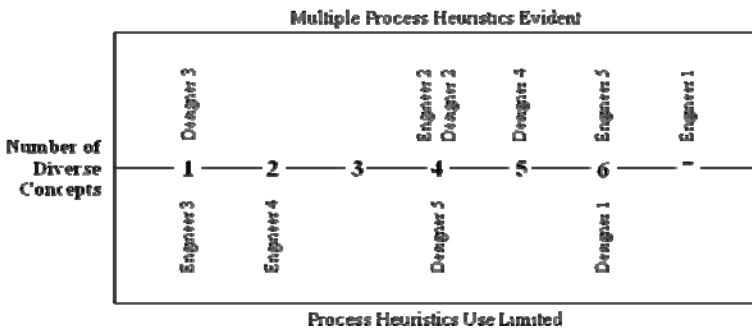 Multiple Process Heuristics Evident
Designer 3
Engineer 2
Designer 2
Designer 4
Engineer 5
Engineer 1
Number of
Diverse
Concepts
1 2 3 4 5 6
Engineer 3
Engineer 4
Designer 5
Designer 1
Process Heuristics Use Limited